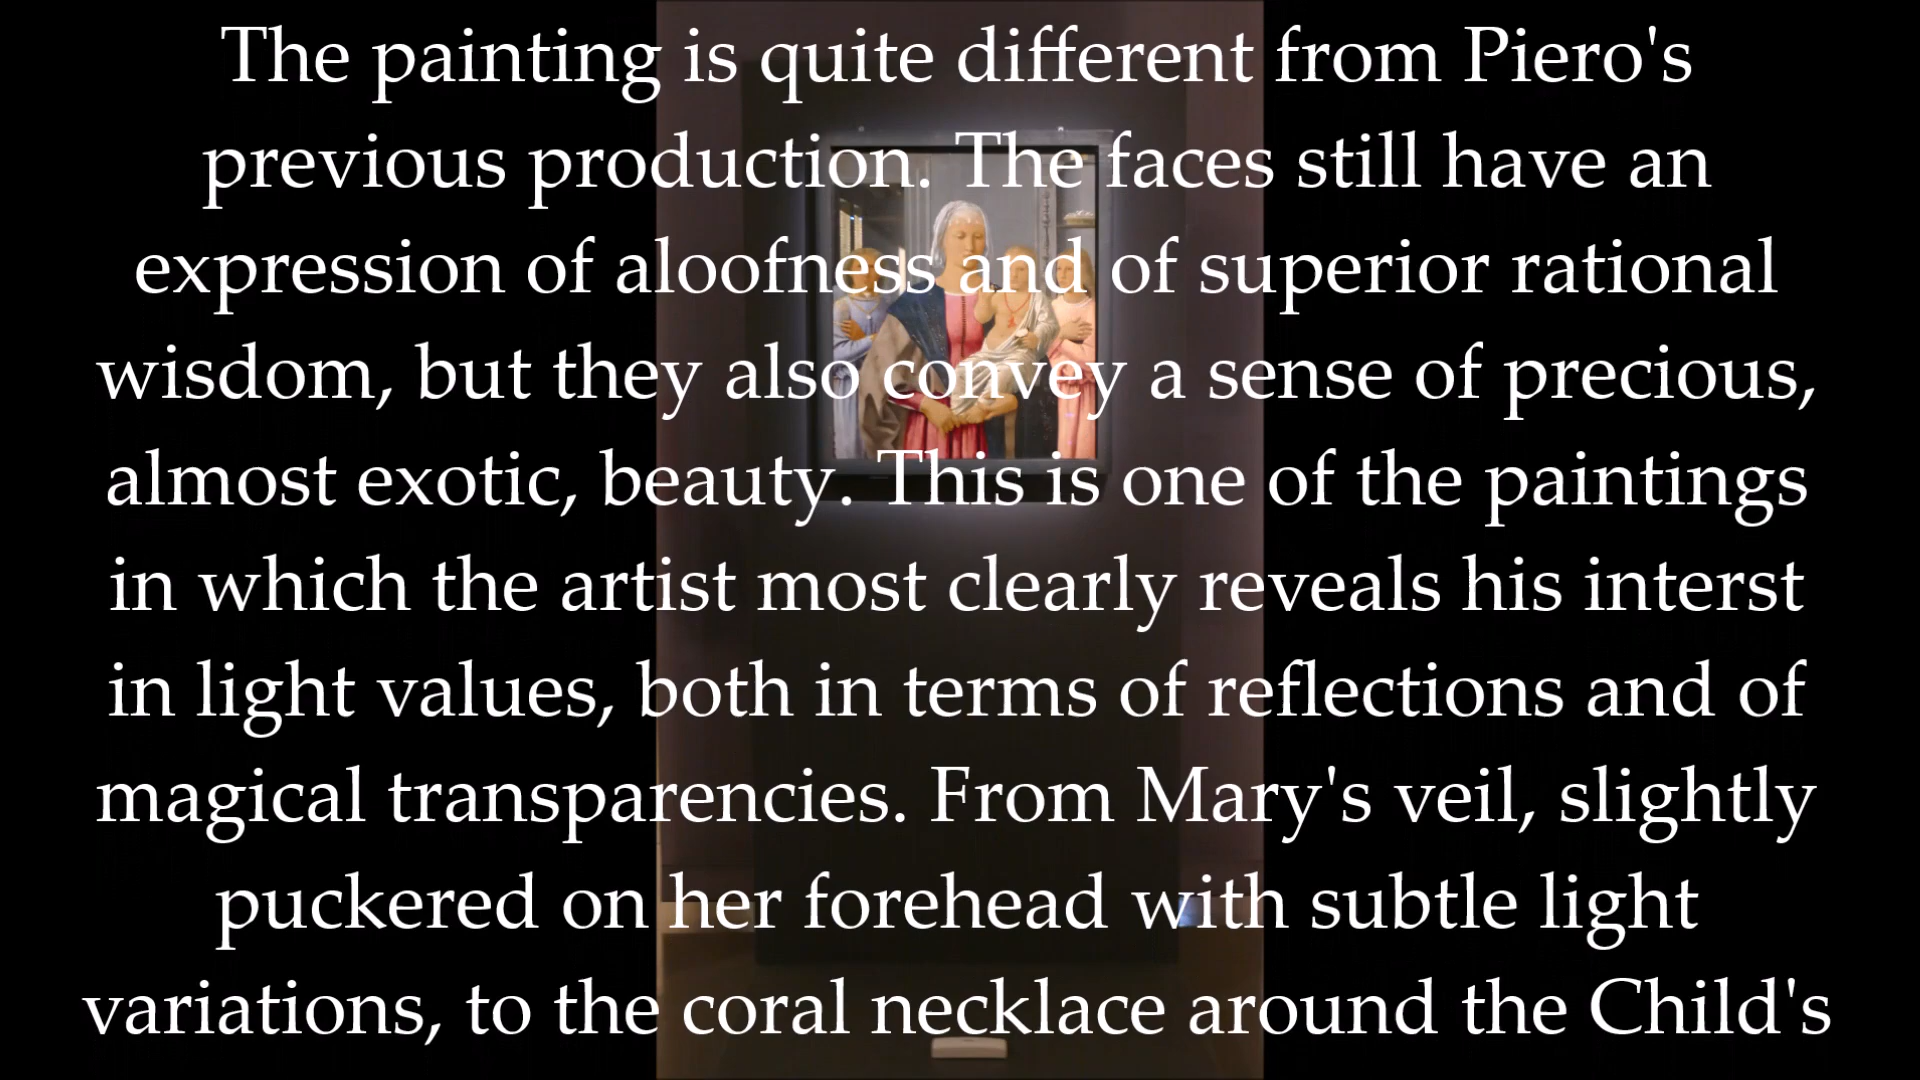 The painting is quite different from Piero's
previous production. The faces still have an
expression of aloofness and of superior rational
wisdom, but they also convey a sense of precious,
almost exotic, beauty. This is one of the paintings
in which the artist most clearly reveals his interst
in light values, both in terms of reflections and of
magical transparencies. From Mary's veil, slightly
puckered on her forehead with subtle light
variations, to the coral necklace around the Child's